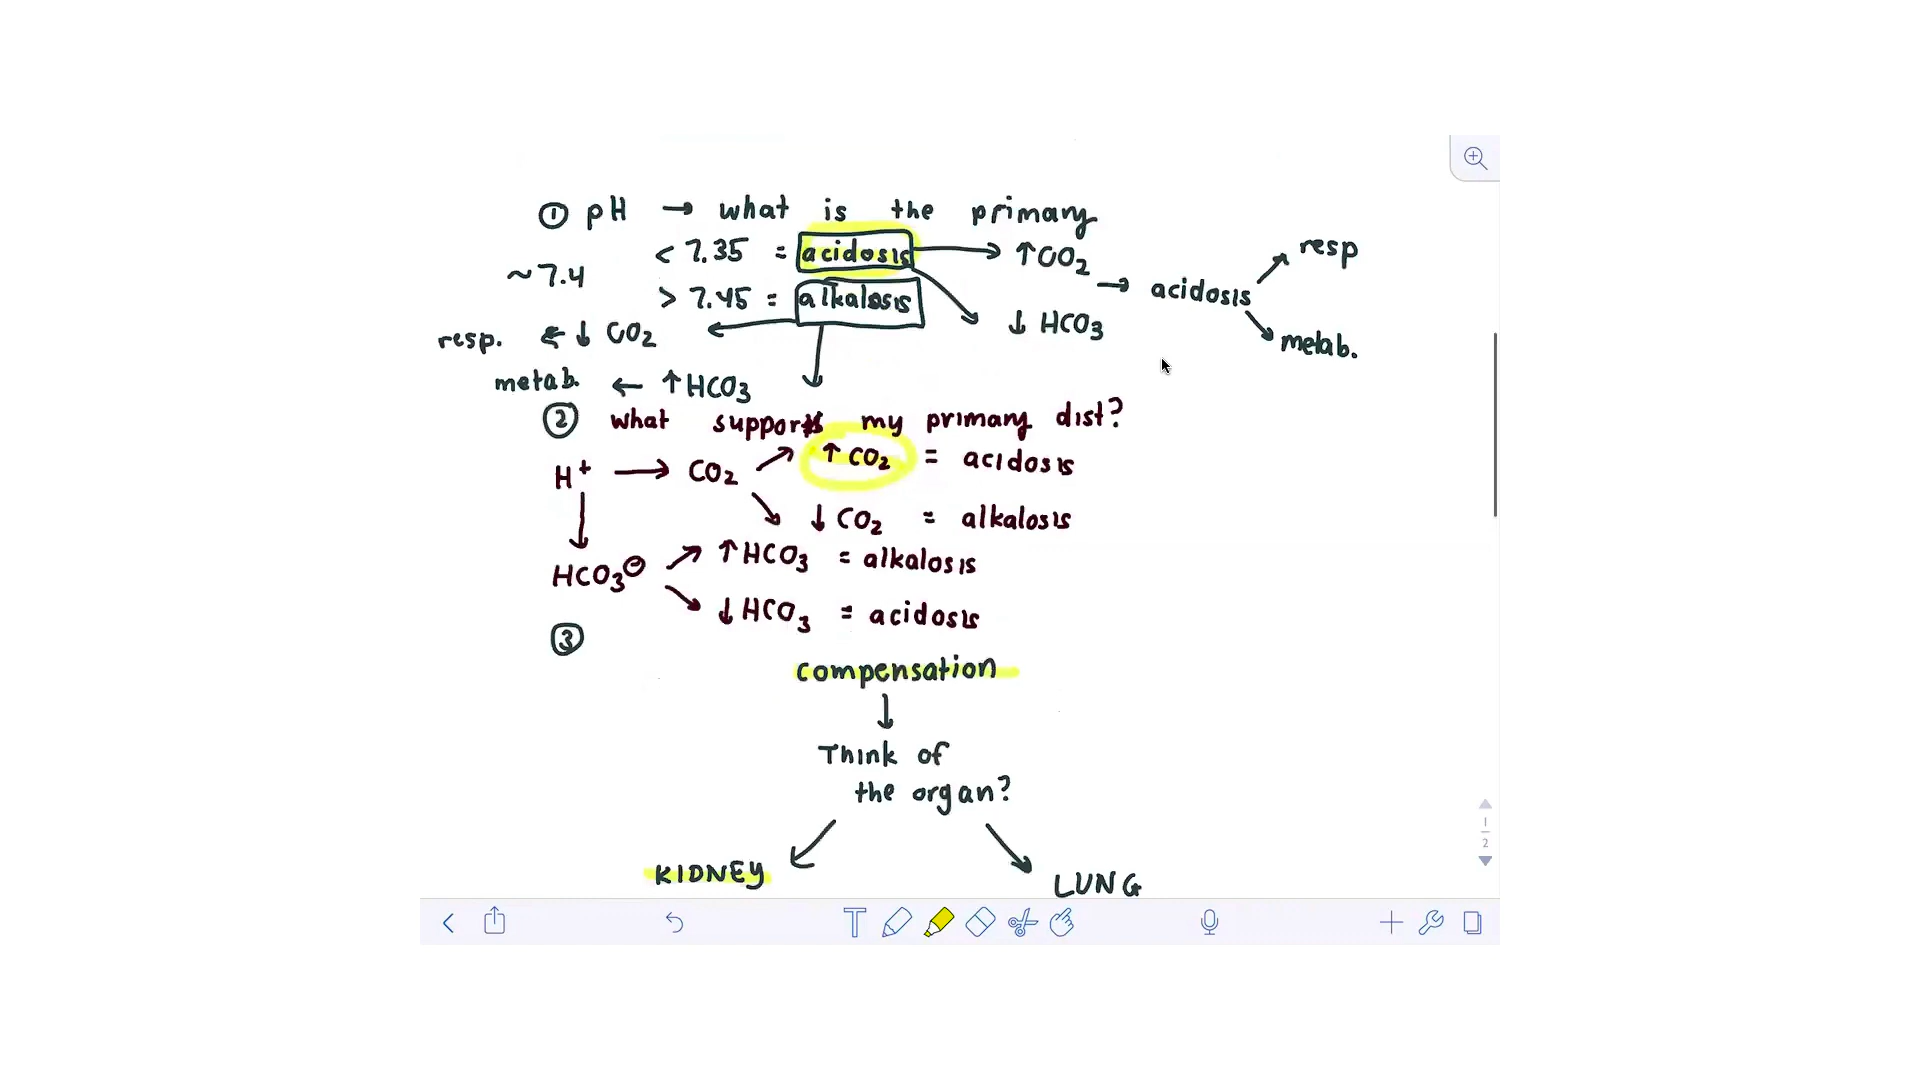 ① pH → what is the primary
< 7.35 = acidosis → ↑CO2 → acidosis resp
~7.4
> 7.45 = alkalosis ↓ HCO3 metab.
resp. ← ↓ CO2
metab. ← ↑HCO3
② what supports my primary dist?
H+ → CO2 ↑ CO2 = acidosis
↓ CO2 = alkalosis
HCO3⊖ ↑ HCO3 = alkalosis
↓ HCO3 = acidosis
③
compensation
↓
Think of
the organ?
KIDNEY LUNG
1
2
T